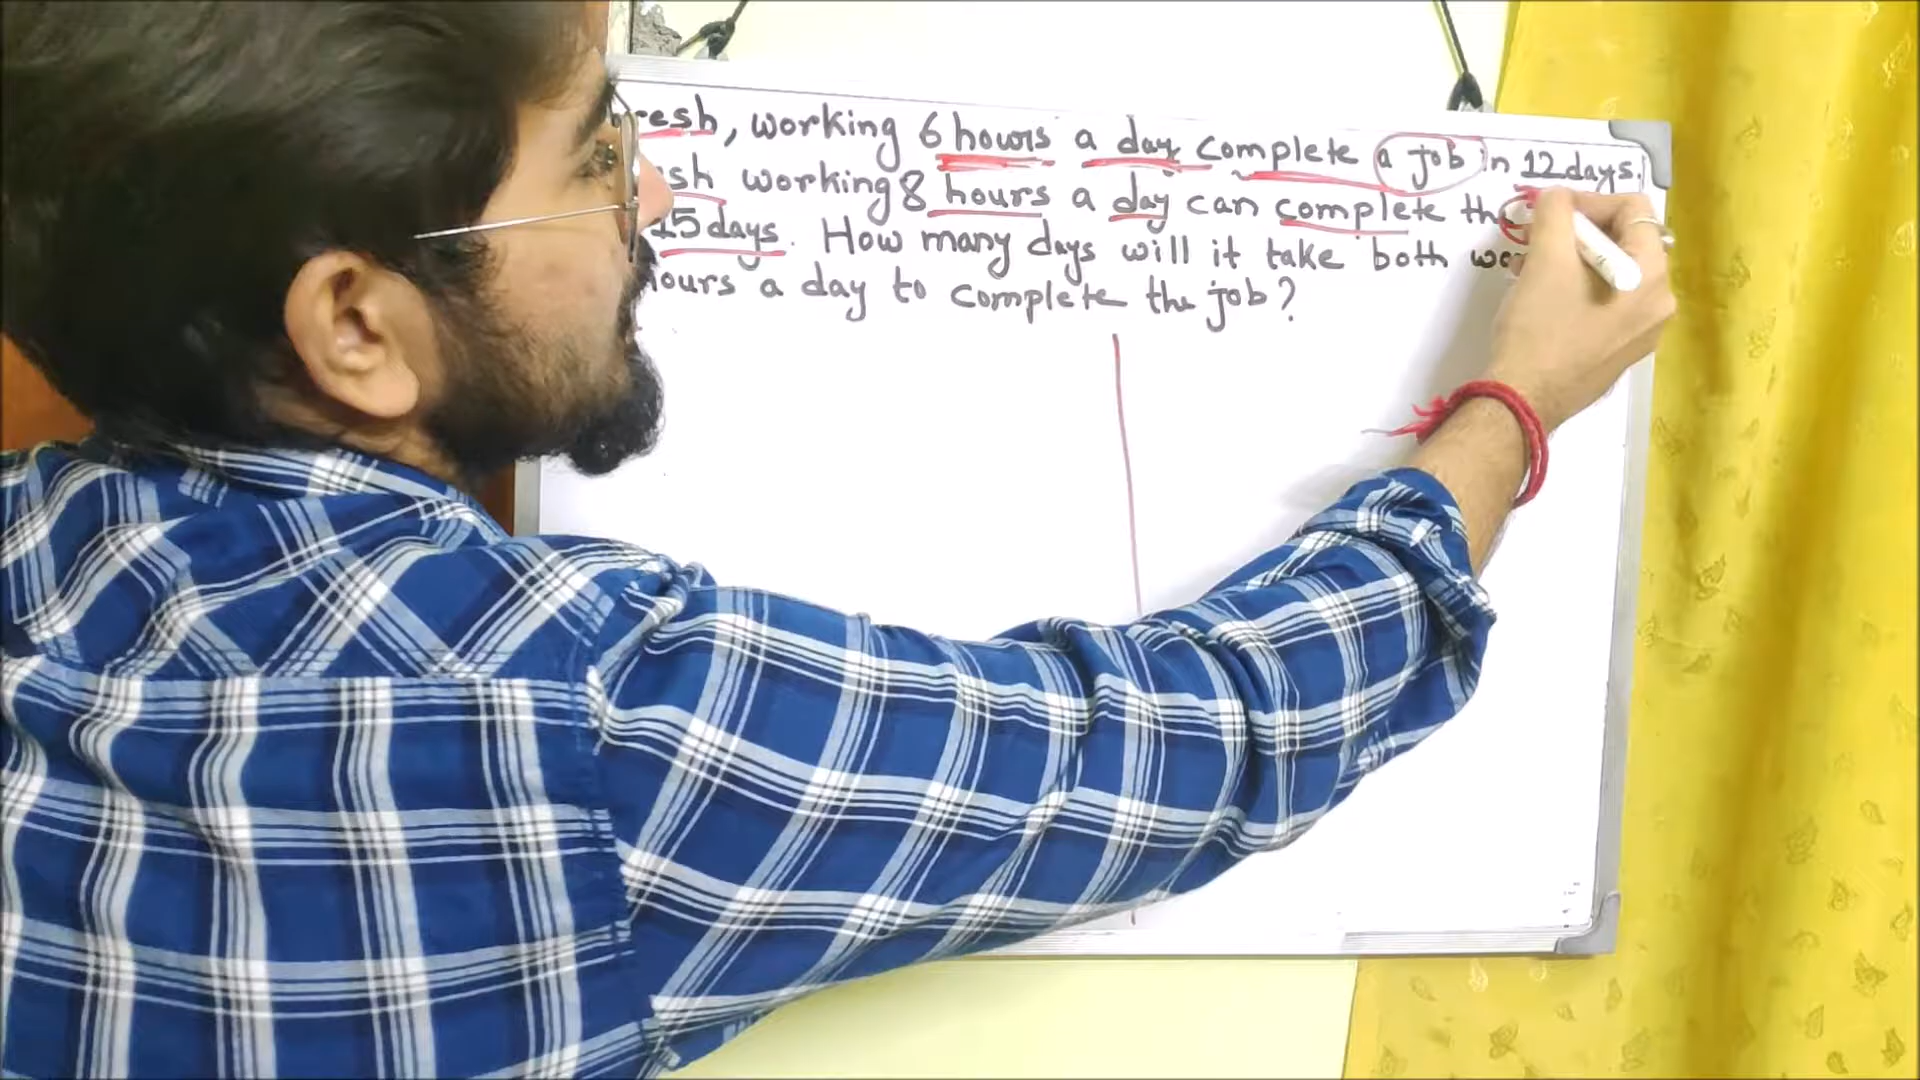 resh, working 6 hours a day complete a job in 12 days.
sh working 8 hours a day can complete the
15 days. How many days will it take both wo
hours a day to complete the job?